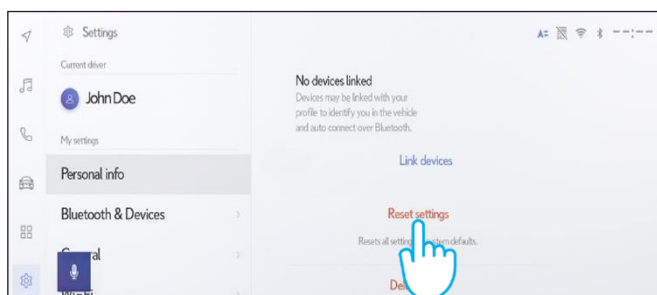 Settings
A
--:--
Current driver
John Doe
My settings
Personal info
Bluetooth & Devices
No devices linked
Devices may be linked with your
profile to identify you in the vehicle
and auto connect over Bluetooth.
Link devices
Reset settings
Resets all defaults.